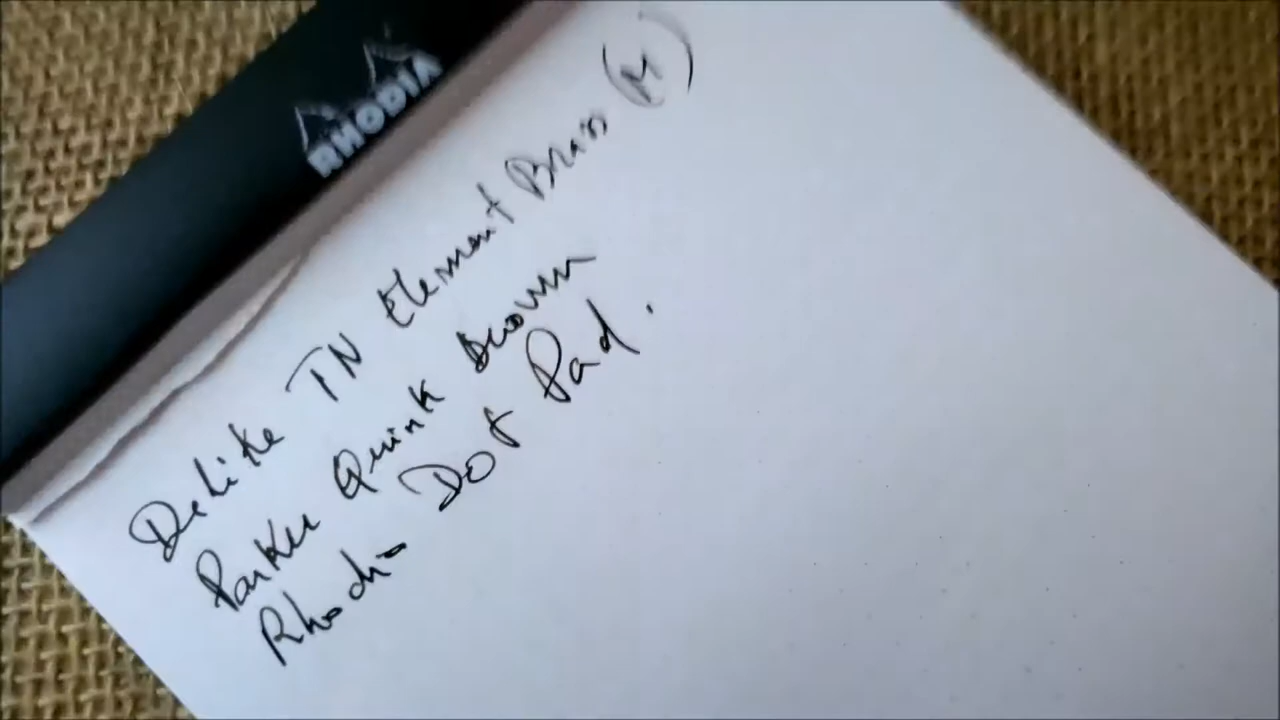 RHODIA
Delike TN Element Brass (M)
Parker Quink Brown
Rhodia Dot Pad.